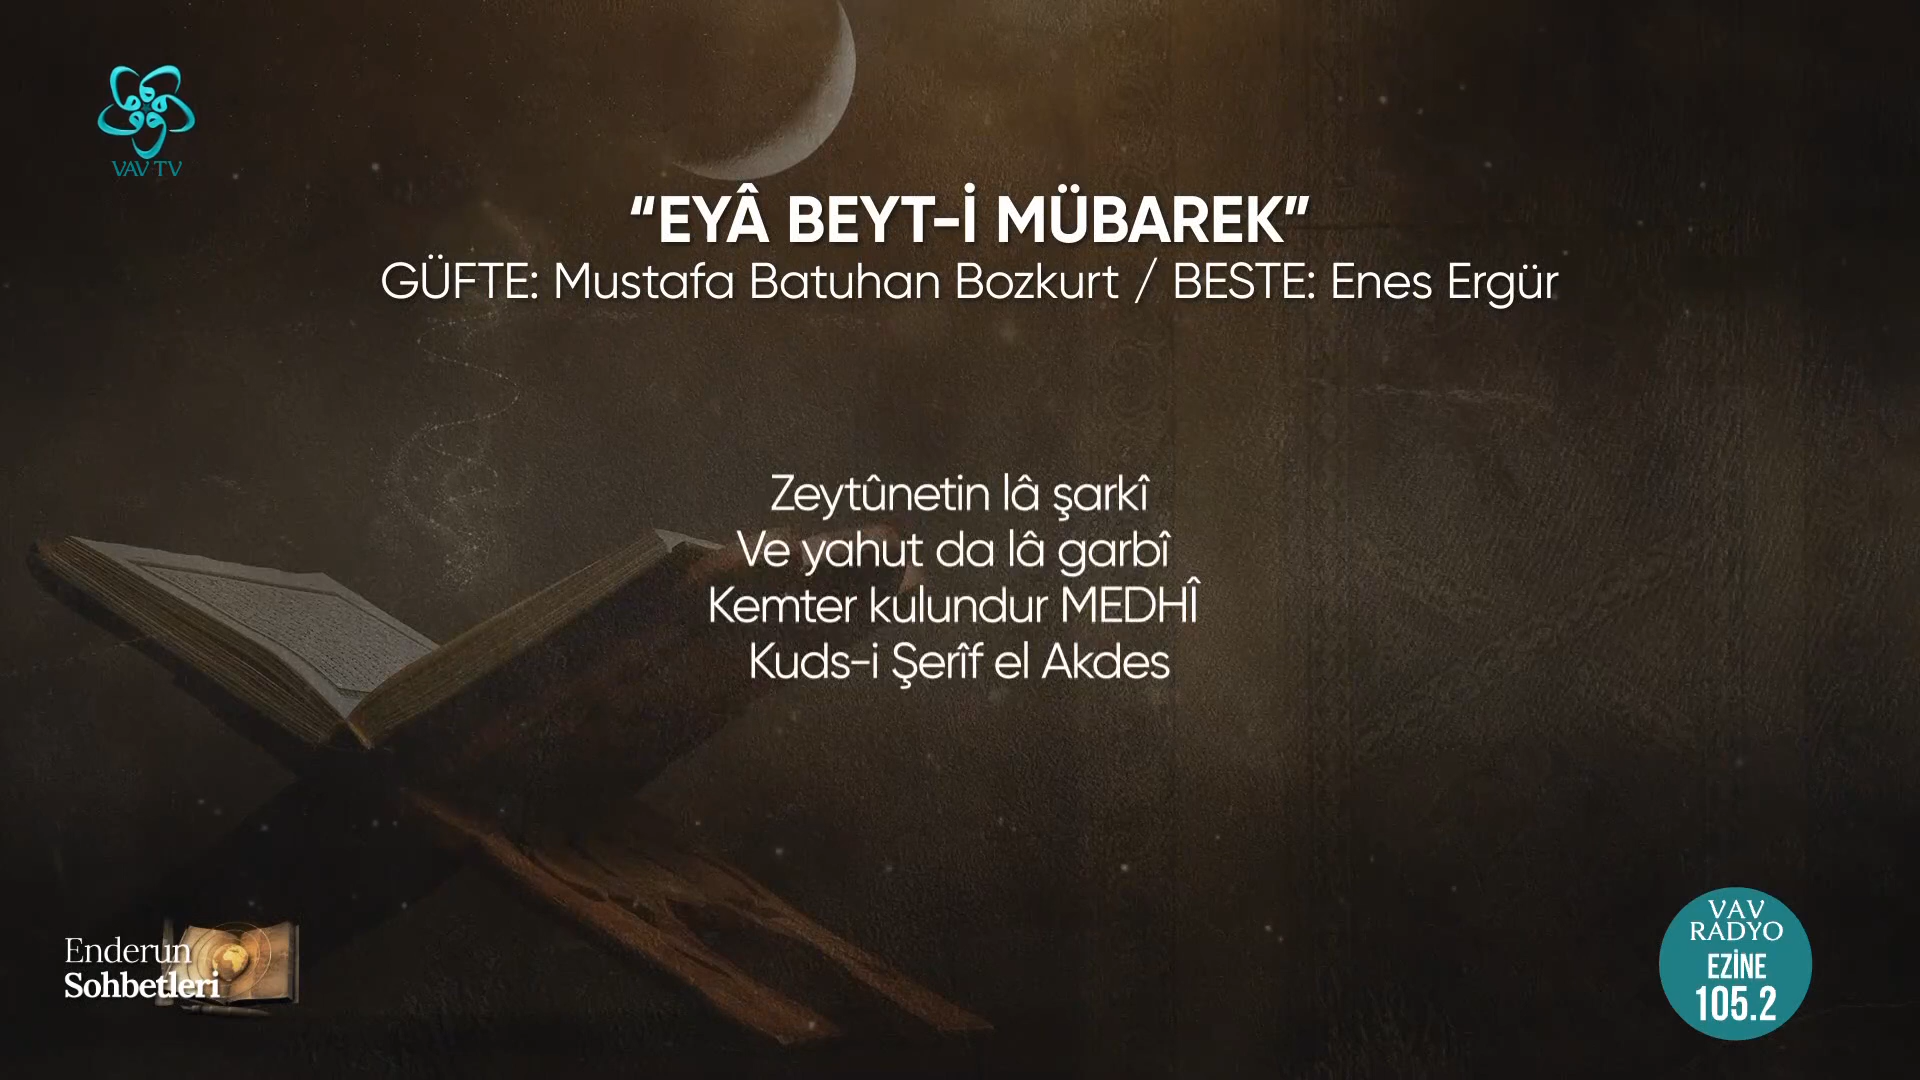 VAV TV
“EYÂ BEYT-İ MÜBAREK”
GÜFTE: Mustafa Batuhan Bozkurt / BESTE: Enes Ergür
Zeytûnetin lâ şarkî
Ve yahut da lâ garbî
Kemter kulundur MEDHÎ
Kuds-i Şerîf el Akdes
Enderun
Sohbetleri
VAV
RADYO
EZİNE
105.2